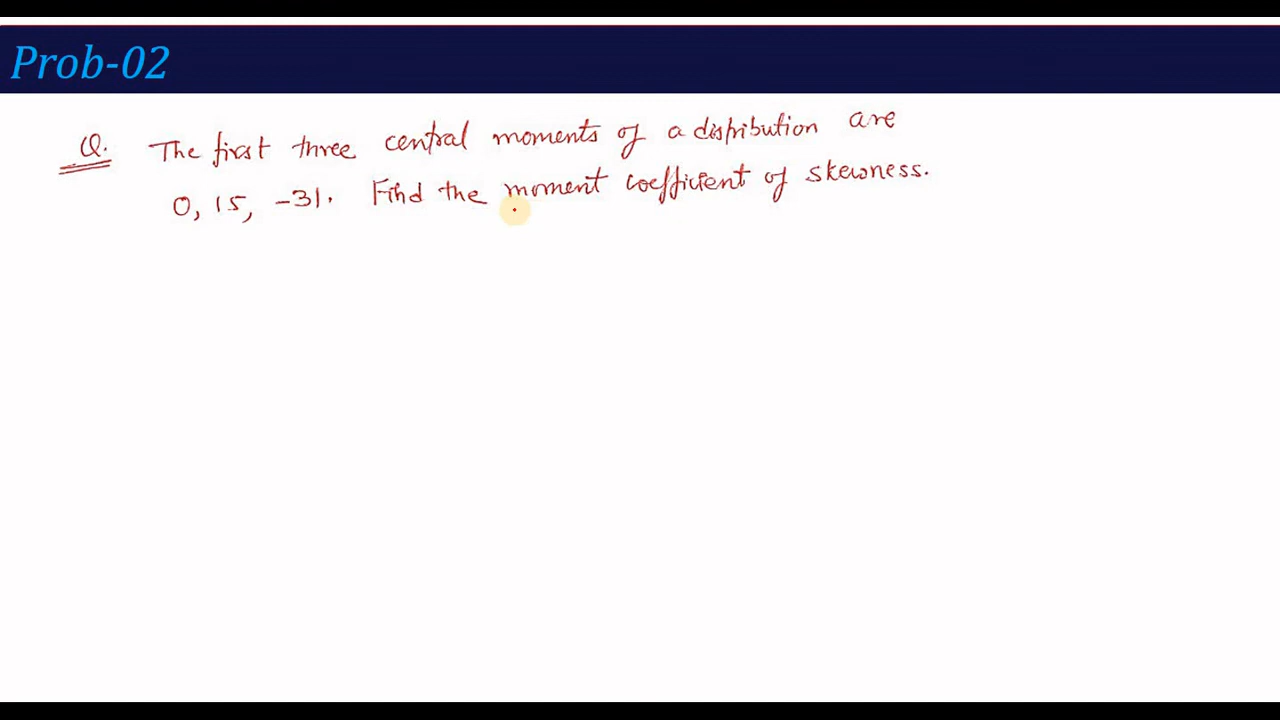 Prob-02
Q. The first three central moments of a distribution are
0, 15, -31. Find the moment coefficient of skewness.